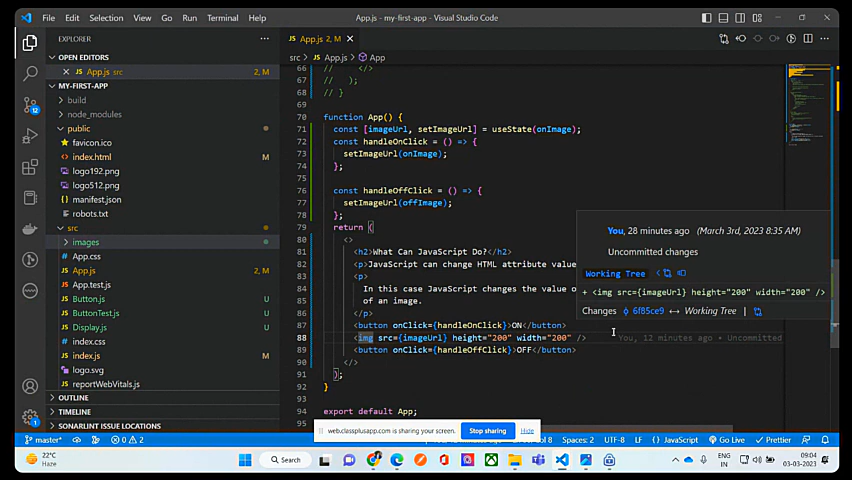 File Edit Selection View Go Run Terminal Help
App.js - my-first-app - Visual Studio Code
EXPLORER
OPEN EDITORS
App.js src 2, M
MY-FIRST-APP
build
node_modules
public
favicon.ico
index.html M
logo192.png
logo512.png
manifest.json
robots.txt
src
images
App.css
App.js 2, M
App.test.js
Button.js
ButtonTest.js
Display.js
index.css
index.js M
logo.svg
reportWebVitals.js
OUTLINE
TIMELINE
SONARLINT ISSUE LOCATIONS
App.js 2, M
src > App.js > App
66 // </>
67 // );
68 // }
69
70 function App() {
71 const [imageUrl, setImageUrl] = useState(onImage);
72 const handleOnClick = () => {
73 setImageUrl(onImage);
74 };
75
76 const handleOffClick = () => {
77 setImageUrl(offImage);
78 };
79 return (
80 <>
81 <h2>What Can JavaScript Do?</h2>
82 <p>JavaScript can change HTML attribute value
83 <p>
84 In this case JavaScript changes the value o
85 of an image.
86 </p>
87 <button onClick={handleOnClick}>ON</button>
88 <img src={imageUrl} height="200" width="200" /> You, 12 minutes ago • Uncommitted
89 <button onClick={handleOffClick}>OFF</button>
90 </>
91 );
92 }
93
94 export default App;
95
You, 28 minutes ago (March 3rd, 2023 8:35 AM)
Uncommitted changes
Working Tree
+ <img src={imageUrl} height="200" width="200" />
Changes 6f85ce9 ↔ Working Tree |
web.classplusapp.com is sharing your screen. Stop sharing Hide
master* 0 2
Spaces: 2 UTF-8 LF {} JavaScript Go Live Prettier
22°C
Haze
Search
ENG
IN
09:04
03-03-2023